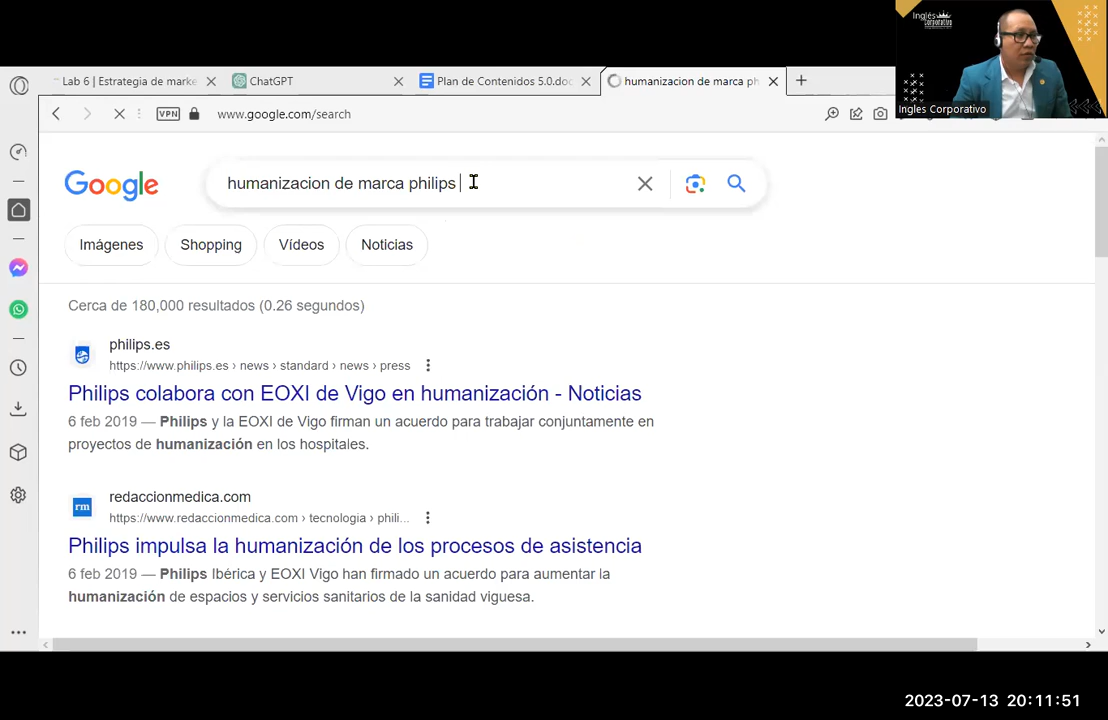 Inglés
Corporativo
Ingles Corporativo
Lab 6 | Estrategia de marke
ChatGPT
Plan de Contenidos 5.0.doc
humanizacion de marca ph
VPN
www.google.com/search
Google
humanizacion de marca philips
Imágenes
Shopping
Vídeos
Noticias
Cerca de 180,000 resultados (0.26 segundos)
philips.es
https://www.philips.es › news › standard › news › press
Philips colabora con EOXI de Vigo en humanización - Noticias
6 feb 2019 — Philips y la EOXI de Vigo firman un acuerdo para trabajar conjuntamente en
proyectos de humanización en los hospitales.
rm
redaccionmedica.com
https://www.redaccionmedica.com › tecnologia › phili...
Philips impulsa la humanización de los procesos de asistencia
6 feb 2019 — Philips Ibérica y EOXI Vigo han firmado un acuerdo para aumentar la
humanización de espacios y servicios sanitarios de la sanidad viguesa.
2023-07-13 20:11:51